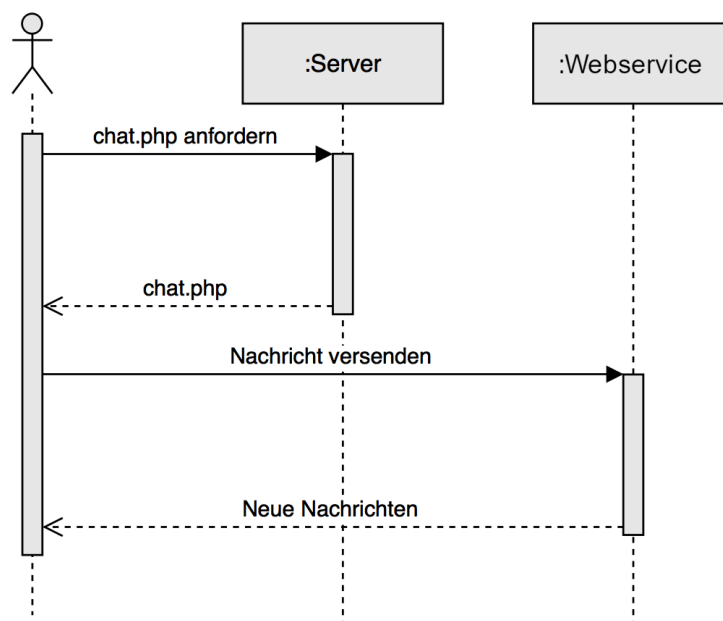 :Server
:Webservice
chat.php anfordern
chat.php
Nachricht versenden
Neue Nachrichten